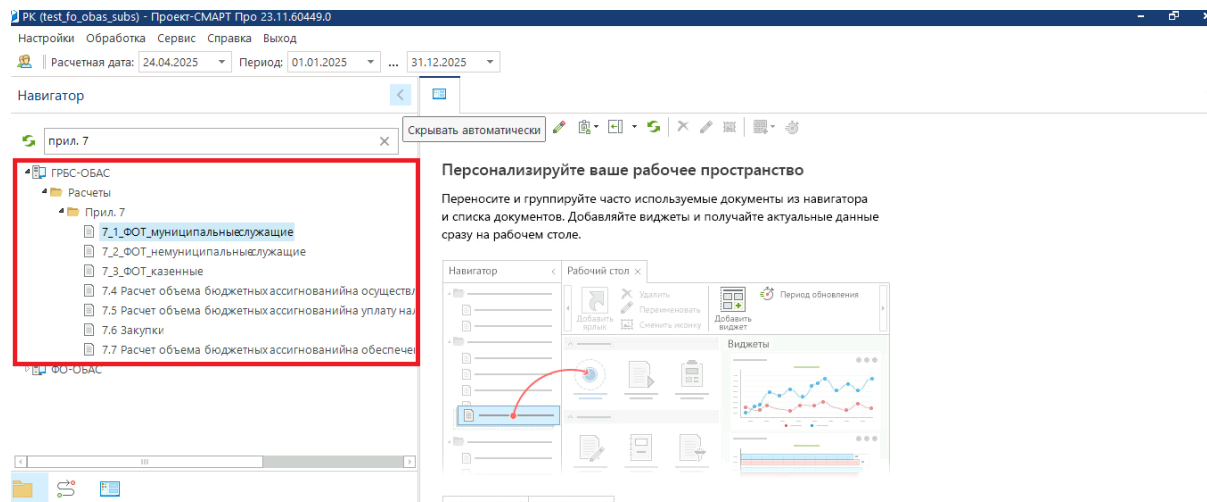 РК (test_fo_obas_subs) - Проект-СМАРТ Про 23.11.60449.0
Настройки Обработка Сервис Справка Выход
Расчетная дата: 24.04.2025 Период: 01.01.2025 ... 31.12.2025
Навигатор
Скрывать автоматически
прил. 7
ГРБС-ОБАС
Расчеты
Прил. 7
7_1_ФОТ_муниципальныеслужащие
7_2_ФОТ_немуниципальныеслужащие
7_3_ФОТ_казенные
7.4 Расчет объема бюджетных ассигнованийна осуществл
7.5 Расчет объема бюджетных ассигнованийна уплату нал
7.6 Закупки
7.7 Расчет объема бюджетных ассигнованийна обеспечен
ФО-ОБАС
Персонализируйте ваше рабочее пространство
Переносите и группируйте часто используемые документы из навигатора
и списка документов. Добавляйте виджеты и получайте актуальные данные
сразу на рабочем столе.
Навигатор Рабочий стол
Добавить ярлык
Удалить
Переименовать
Сменить иконку
Добавить виджет
Период обновления
Виджеты